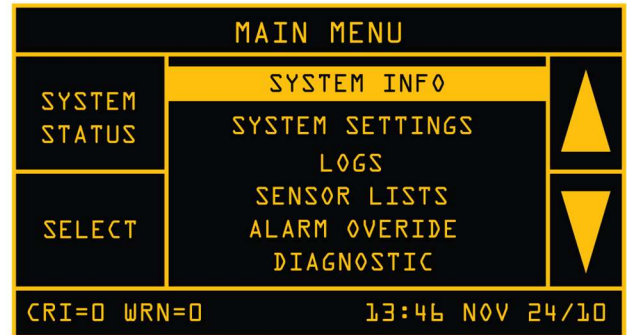 MAIN MENU
SYSTEM STATUS
SELECT
SYSTEM INFO
SYSTEM SETTINGS
LOGS
SENSOR LISTS
ALARM OVERIDE
DIAGNOSTIC
CRI=0 WRN=0 13:46 NOV 24/10